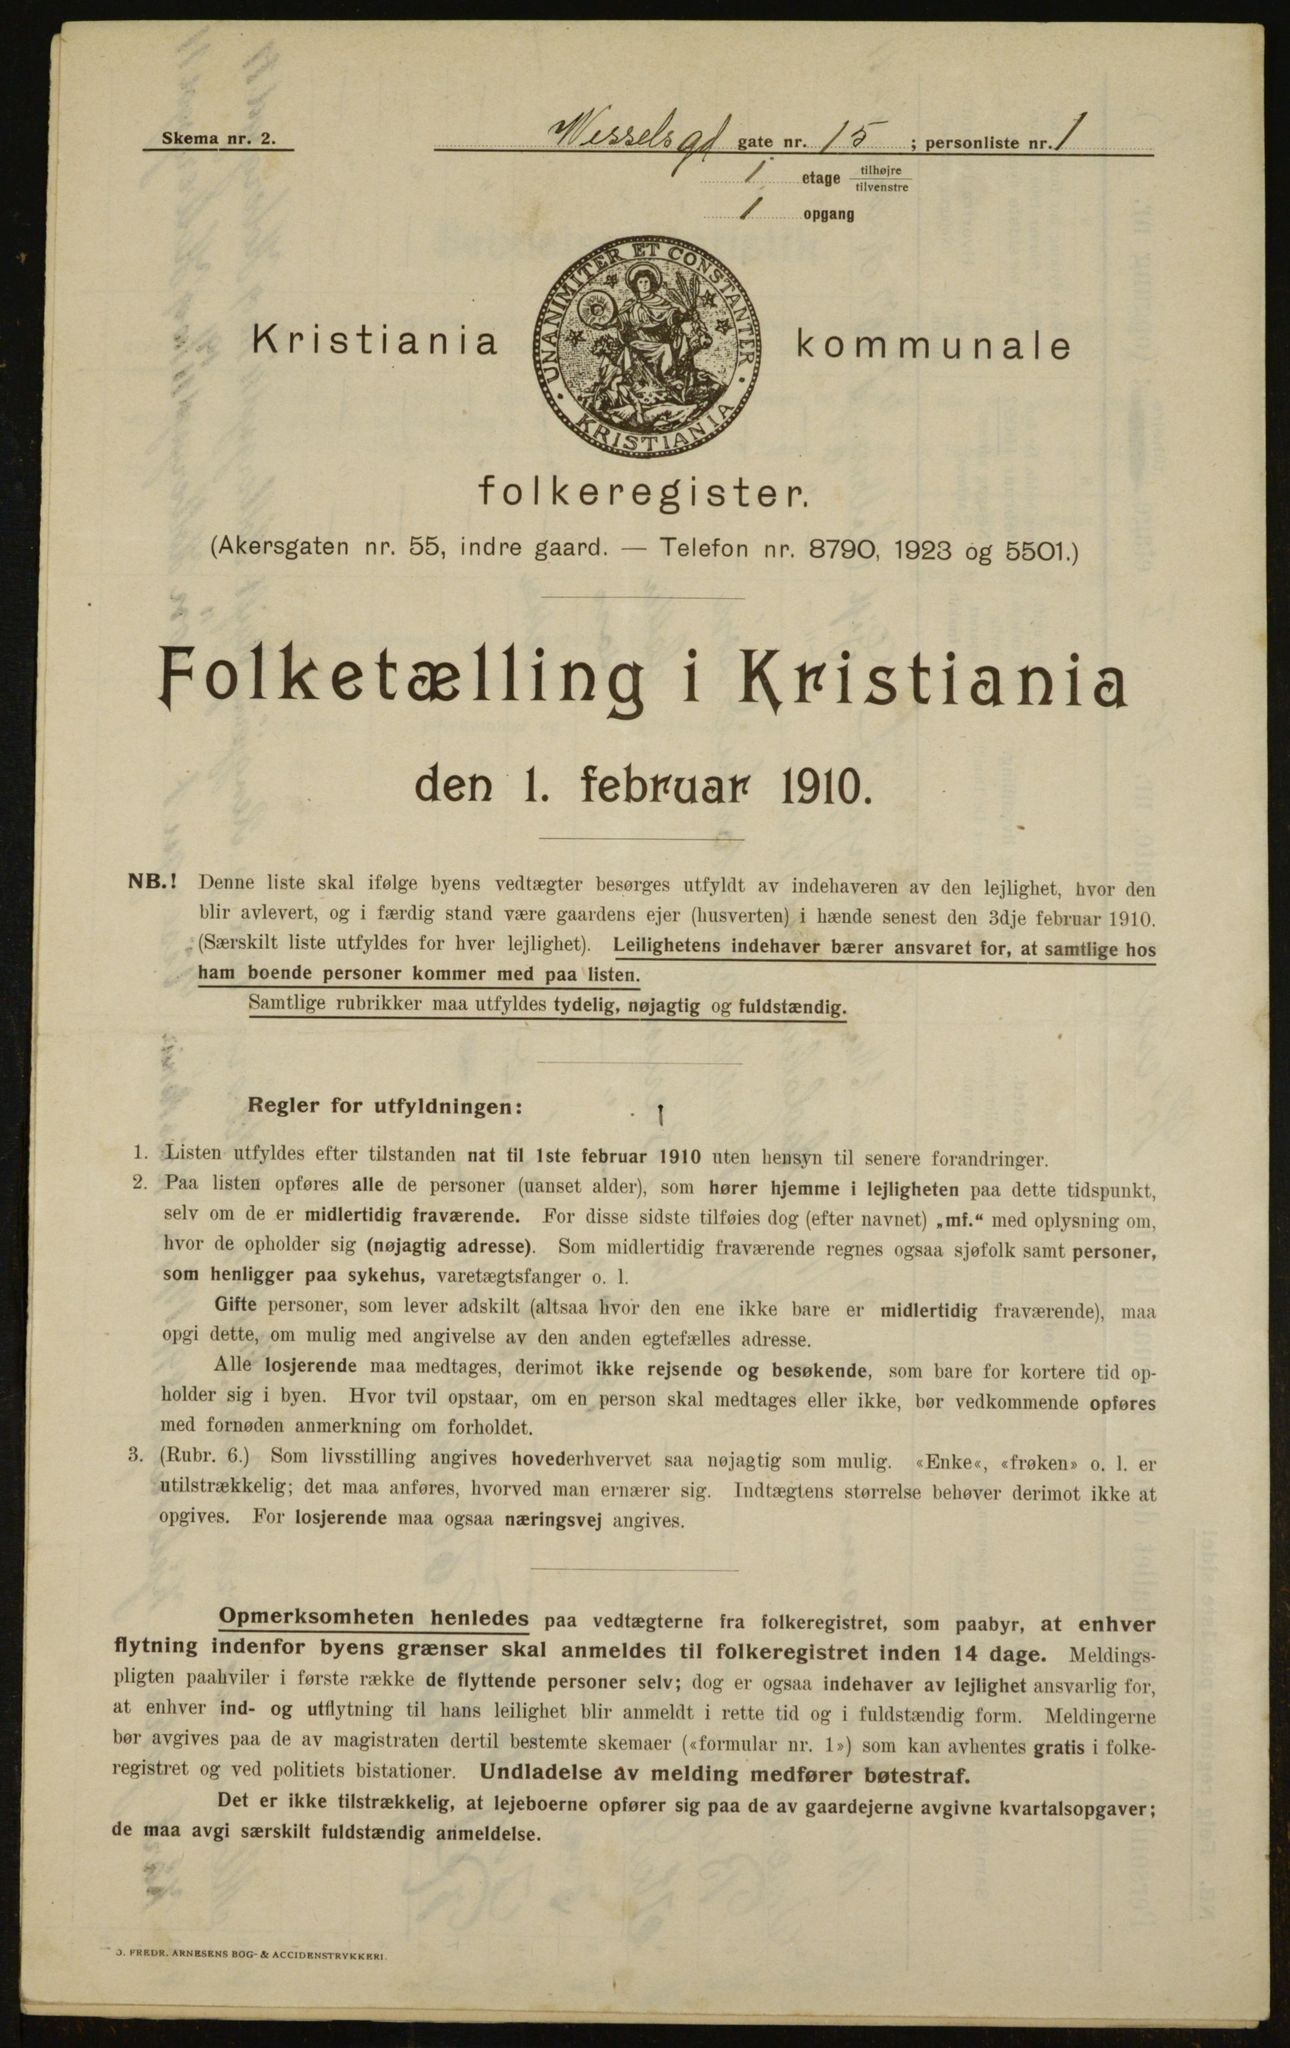 Skema nr. 2.
Wesselsgd gate nr. 15 ; personliste nr. 1
1 etage tilhøjre
tilvenstre
1 opgang
UNANIMITER ET CONSTANTER
KRISTIANIA
Kristiania kommunale
folkeregister.
(Akersgaten nr. 55, indre gaard. — Telefon nr. 8790, 1923 og 5501.)
Folketælling i Kristiania
den 1. februar 1910.
NB.! Denne liste skal ifølge byens vedtægter besørges utfyldt av indehaveren av den lejlighet, hvor den
blir avlevert, og i færdig stand være gaardens ejer (husverten) i hænde senest den 3dje februar 1910.
(Særskilt liste utfyldes for hver lejlighet). Leilighetens indehaver bærer ansvaret for, at samtlige hos
ham boende personer kommer med paa listen.
Samtlige rubrikker maa utfyldes tydelig, nøjagtig og fuldstændig.
Regler for utfyldningen:
1. Listen utfyldes efter tilstanden nat til 1ste februar 1910 uten hensyn til senere forandringer.
2. Paa listen opføres alle de personer (uanset alder), som hører hjemme i lejligheten paa dette tidspunkt,
selv om de er midlertidig fraværende. For disse sidste tilføies dog (efter navnet) „mf.“ med oplysning om,
hvor de opholder sig (nøjagtig adresse). Som midlertidig fraværende regnes ogsaa sjøfolk samt personer,
som henligger paa sykehus, varetægtsfanger o. l.
Gifte personer, som lever adskilt (altsaa hvor den ene ikke bare er midlertidig fraværende), maa
opgi dette, om mulig med angivelse av den anden egtefælles adresse.
Alle losjerende maa medtages, derimot ikke rejsende og besøkende, som bare for kortere tid op-
holder sig i byen. Hvor tvil opstaar, om en person skal medtages eller ikke, bør vedkommende opføres
med fornøden anmerkning om forholdet.
3. (Rubr. 6.) Som livsstilling angives hovederhvervet saa nøjagtig som mulig. «Enke«, «frøken» o. l. er
utilstrækkelig; det maa anføres, hvorved man ernærer sig. Indtægtens størrelse behøver derimot ikke at
opgives. For losjerende maa ogsaa næringsvej angives.
Opmerksomheten henledes paa vedtægterne fra folkeregistret, som paabyr, at enhver
flytning indenfor byens grænser skal anmeldes til folkeregistret inden 14 dage. Meldings-
pligten paahviler i første række de flyttende personer selv; dog er ogsaa indehaver av lejlighet ansvarlig for,
at enhver ind- og utflytning til hans leilighet blir anmeldt i rette tid og i fuldstændig form. Meldingerne
bør avgives paa de av magistraten dertil bestemte skemaer («formular nr. 1») som kan avhentes gratis i folke-
registret og ved politiets bistationer. Undladelse av melding medfører bøtestraf.
Det er ikke tilstrækkelig, at lejeboerne opfører sig paa de av gaardejerne avgivne kvartalsopgaver;
de maa avgi særskilt fuldstændig anmeldelse.
FREDR. ARNESENS BOG- & ACCIDENSTRYKKERI.